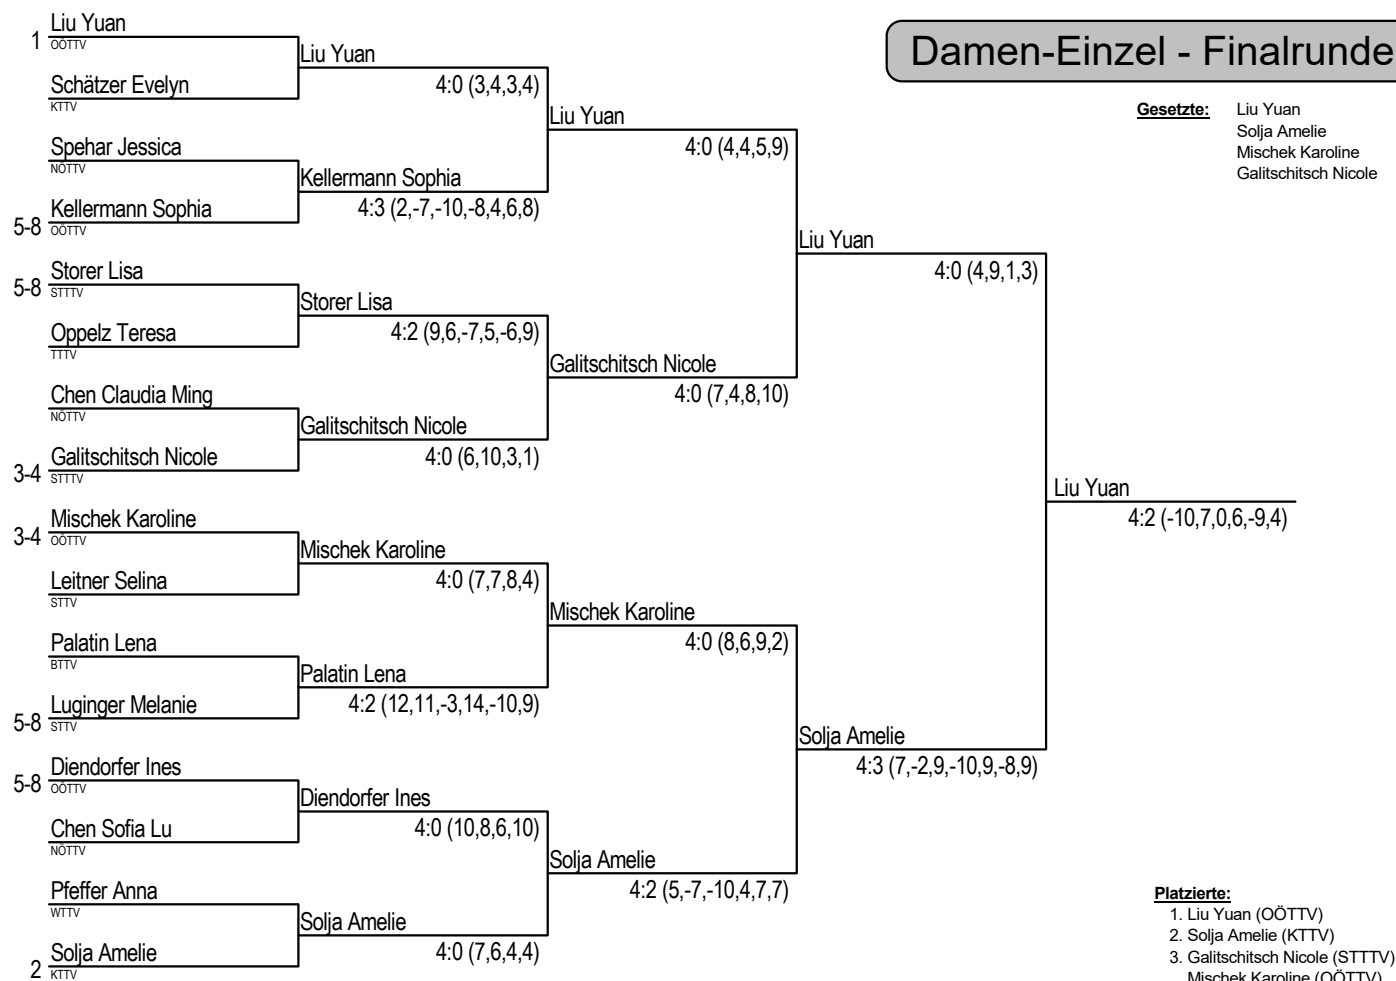 Damen-Einzel - Finalrunde
Gesetzte: Liu Yuan
Solja Amelie
Mischek Karoline
Galitschitsch Nicole
1 Liu Yuan
OÖTTV
Schätzer Evelyn
KTTV
Spehar Jessica
NÖTTV
5-8 Kellermann Sophia
OÖTTV
5-8 Storer Lisa
STTTV
Oppelz Teresa
TTTV
Chen Claudia Ming
NÖTTV
3-4 Galitschitsch Nicole
STTTV
3-4 Mischek Karoline
OÖTTV
Leitner Selina
STTV
Palatin Lena
BTTV
5-8 Luginger Melanie
STTV
5-8 Diendorfer Ines
OÖTTV
Chen Sofia Lu
NÖTTV
Pfeffer Anna
WTTV
2 Solja Amelie
KTTV
Liu Yuan
4:0 (3,4,3,4)
Kellermann Sophia
4:3 (2,-7,-10,-8,4,6,8)
Storer Lisa
4:2 (9,6,-7,5,-6,9)
Galitschitsch Nicole
4:0 (6,10,3,1)
Mischek Karoline
4:0 (7,7,8,4)
Palatin Lena
4:2 (12,11,-3,14,-10,9)
Diendorfer Ines
4:0 (10,8,6,10)
Solja Amelie
4:0 (7,6,4,4)
Liu Yuan
4:0 (4,4,5,9)
Galitschitsch Nicole
4:0 (7,4,8,10)
Mischek Karoline
4:0 (8,6,9,2)
Solja Amelie
4:2 (5,-7,-10,4,7,7)
Liu Yuan
4:0 (4,9,1,3)
Solja Amelie
4:3 (7,-2,9,-10,9,-8,9)
Liu Yuan
4:2 (-10,7,0,6,-9,4)
Platzierte:
1. Liu Yuan (OÖTTV)
2. Solja Amelie (KTTV)
3. Galitschitsch Nicole (STTTV)
Mischek Karoline (OÖTTV)